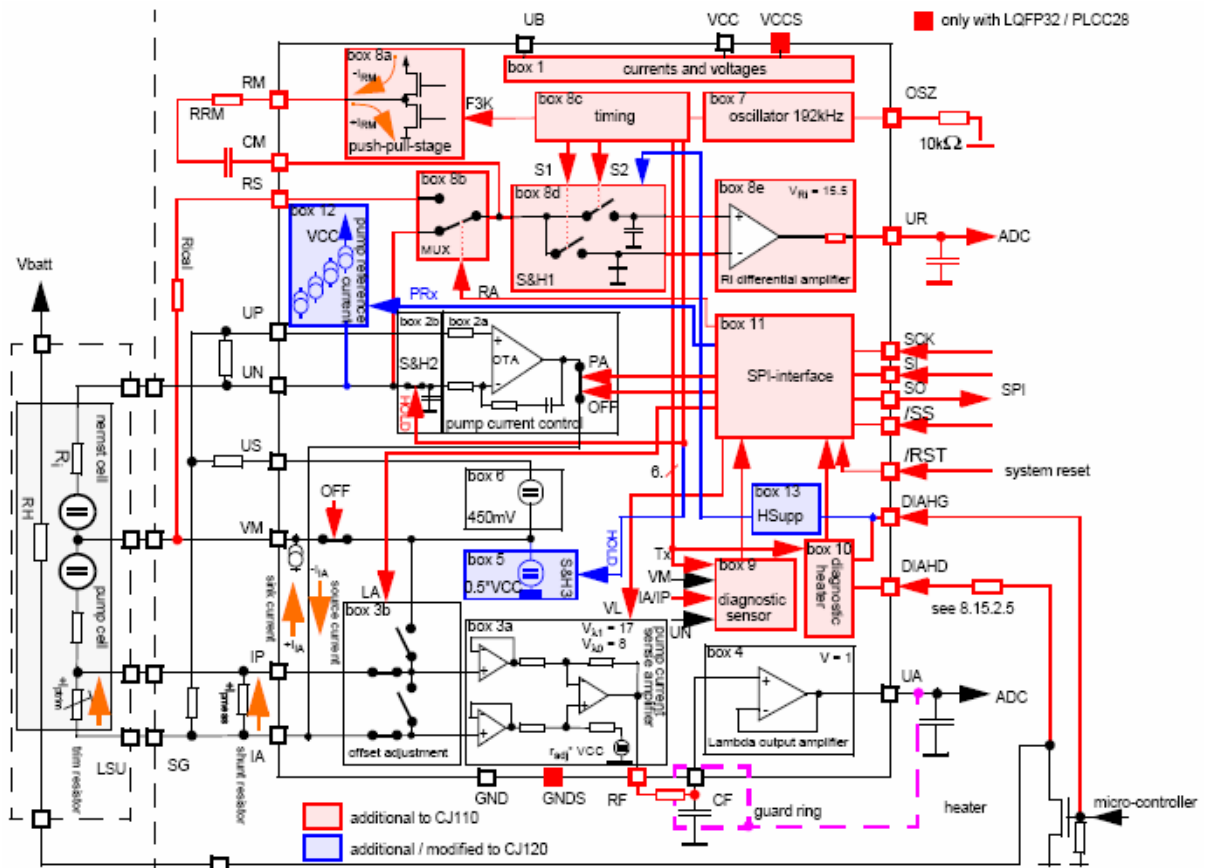 UB
VCC
VCCS
only with LQFP32 / PLCC28
box 8a
-IRM
+IRM
push-pull-stage
box 1
currents and voltages
RM
RRM
CM
RS
F3K
box 8c
timing
box 7
oscillator 192kHz
OSZ
10kΩ
S1
S2
box 8b
MUX
box 8d
S&H1
box 8e
VRi = 15.5
RI differential amplifier
UR
ADC
box 12
VCC
pump reference
current
Vbatt
Rical
PRx
RA
UP
UN
box 2b
S&H2
HOLD
box 2a
OTA
pump current control
PA
OFF
box 11
SPI-interface
SCK
SI
SO
SPI
/SS
/RST
system reset
US
box 6
450mV
6.
box 13
HSupp
DIAHG
nernst cell
Ri
RH
pump cell
OFF
VM
sink current
+IIA
-IIA
source current
box 5
0.5*VCC
S&H3
HOLD
Tx
VM
IA/IP
UN
box 9
diagnostic
sensor
box 10
diagnostic
heater
DIAHD
see 8.15.2.5
LA
box 3b
offset adjustment
VL
box 3a
Vλ1 = 17
Vλ0 = 8
pump current
sense amplifier
radj* VCC
box 4
V = 1
Lambda output amplifier
UA
ADC
IP
IA
trim resistor
LSU
SG
shunt resistor
GND
GNDS
RF
CF
guard ring
heater
micro-controller
additional to CJ110
additional / modified to CJ120